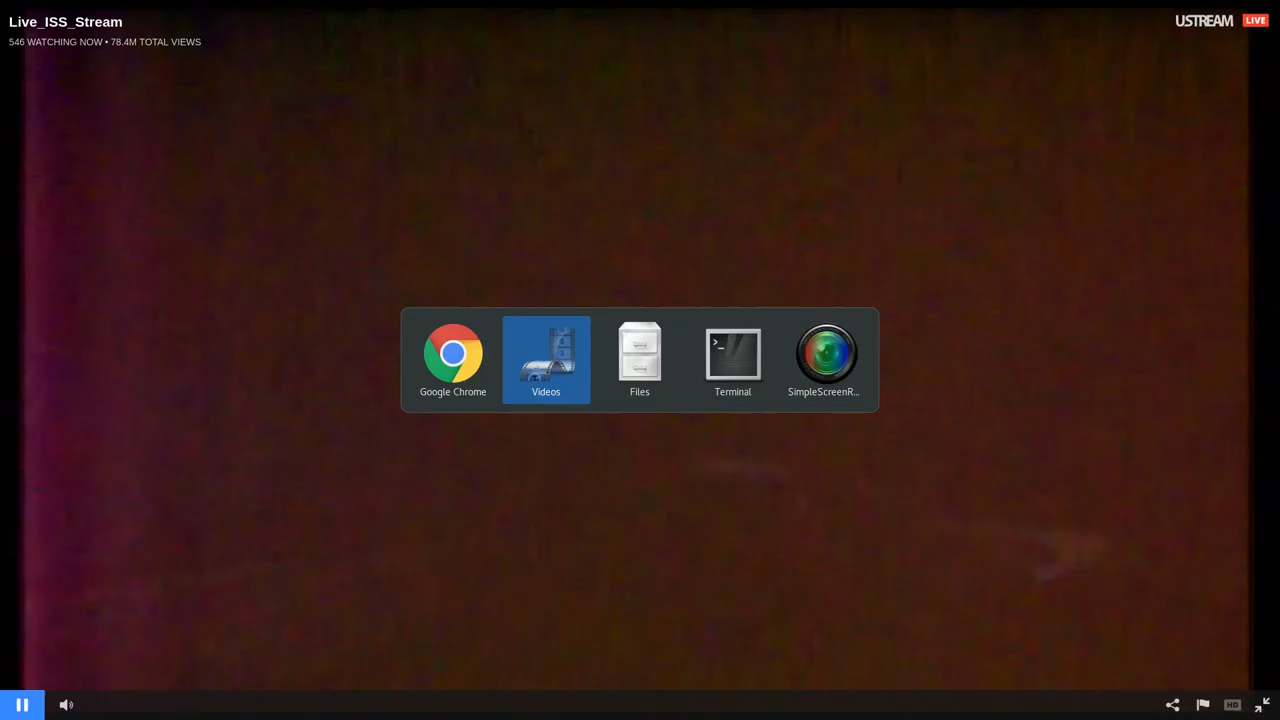 Live_ISS_Stream
USTREAM LIVE
546 WATCHING NOW • 78.4M TOTAL VIEWS
>_
Google Chrome
Videos
Files
Terminal
SimpleScreenR...
HD